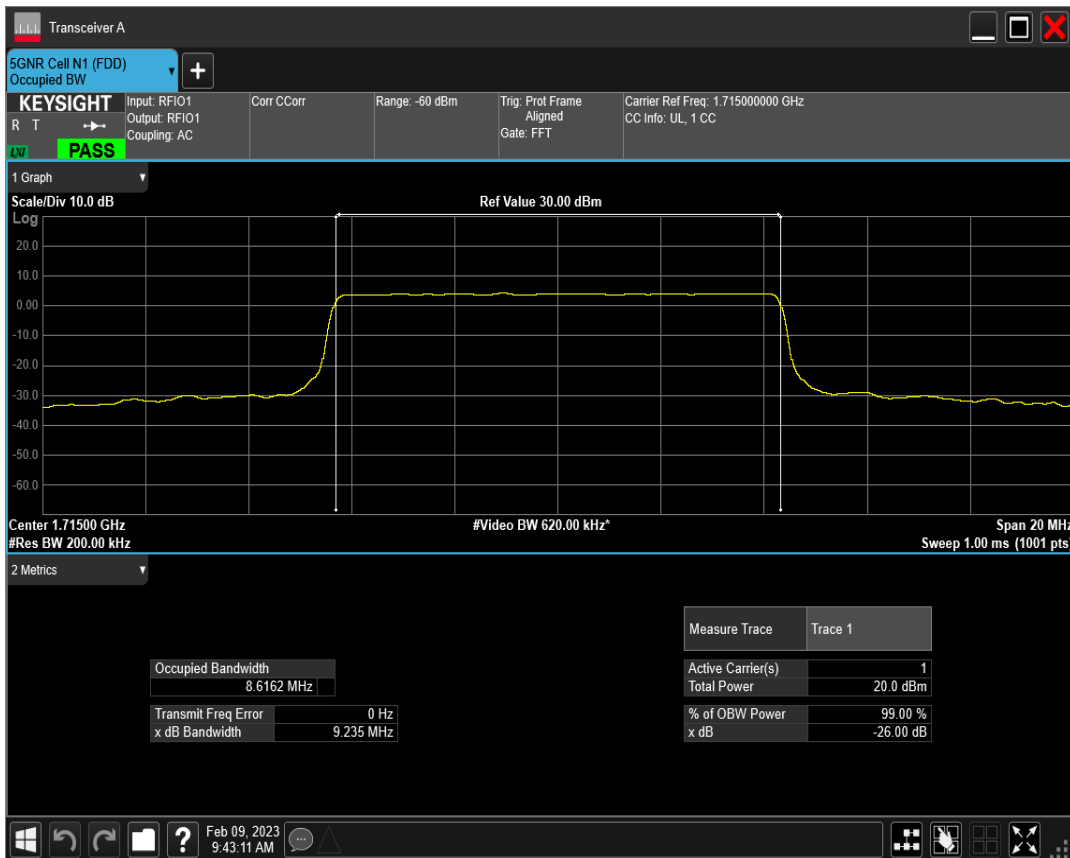 Transceiver A
5GNR Cell N1 (FDD)
Occupied BW
+
KEYSIGHT
R T
LXI
PASS
Input: RFIO1
Output: RFIO1
Coupling: AC
Corr CCorr
Range: -60 dBm
Trig: Prot Frame
Aligned
Gate: FFT
Carrier Ref Freq: 1.715000000 GHz
CC Info: UL, 1 CC
1 Graph
Scale/Div 10.0 dB
Ref Value 30.00 dBm
Log
20.0
10.0
0.00
-10.0
-20.0
-30.0
-40.0
-50.0
-60.0
Center 1.71500 GHz
#Video BW 620.00 kHz*
Span 20 MHz
#Res BW 200.00 kHz
Sweep 1.00 ms (1001 pts)
2 Metrics
Measure Trace Trace 1
Occupied Bandwidth
8.6162 MHz
Active Carrier(s) 1
Total Power 20.0 dBm
Transmit Freq Error 0 Hz
x dB Bandwidth 9.235 MHz
% of OBW Power 99.00 %
x dB -26.00 dB
?
Feb 09, 2023
9:43:11 AM